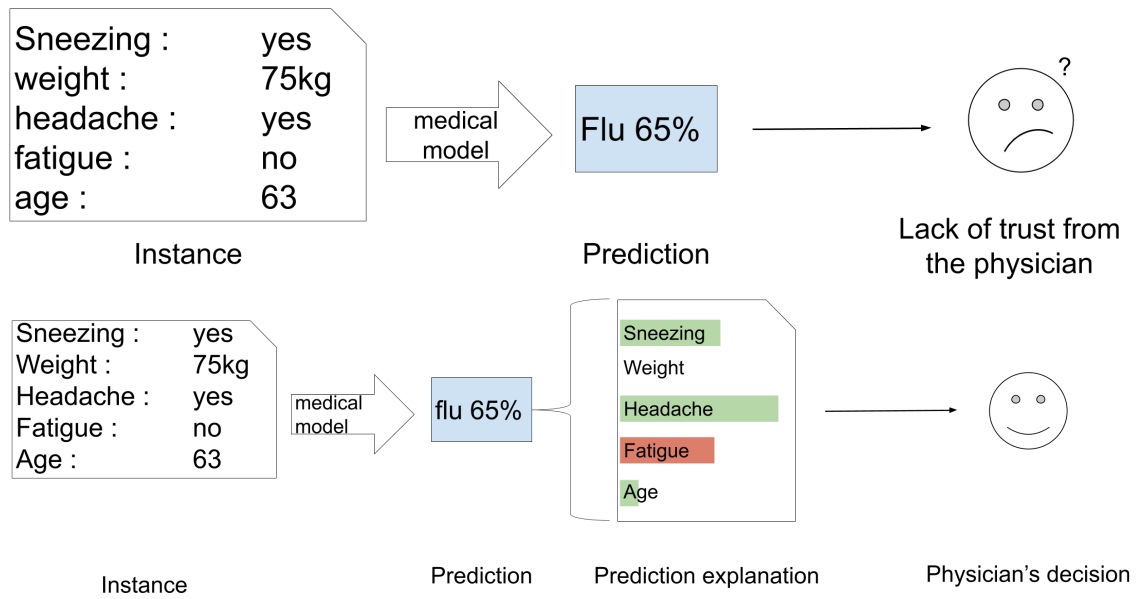 Sneezing : yes
weight : 75kg
headache : yes
fatigue : no
age : 63
medical
model
Flu 65%
?
Instance
Prediction
Lack of trust from
the physician
Sneezing : yes
Weight : 75kg
Headache : yes
Fatigue : no
Age : 63
medical
model
flu 65%
Sneezing
Weight
Headache
Fatigue
Age
Instance
Prediction
Prediction explanation
Physician's decision